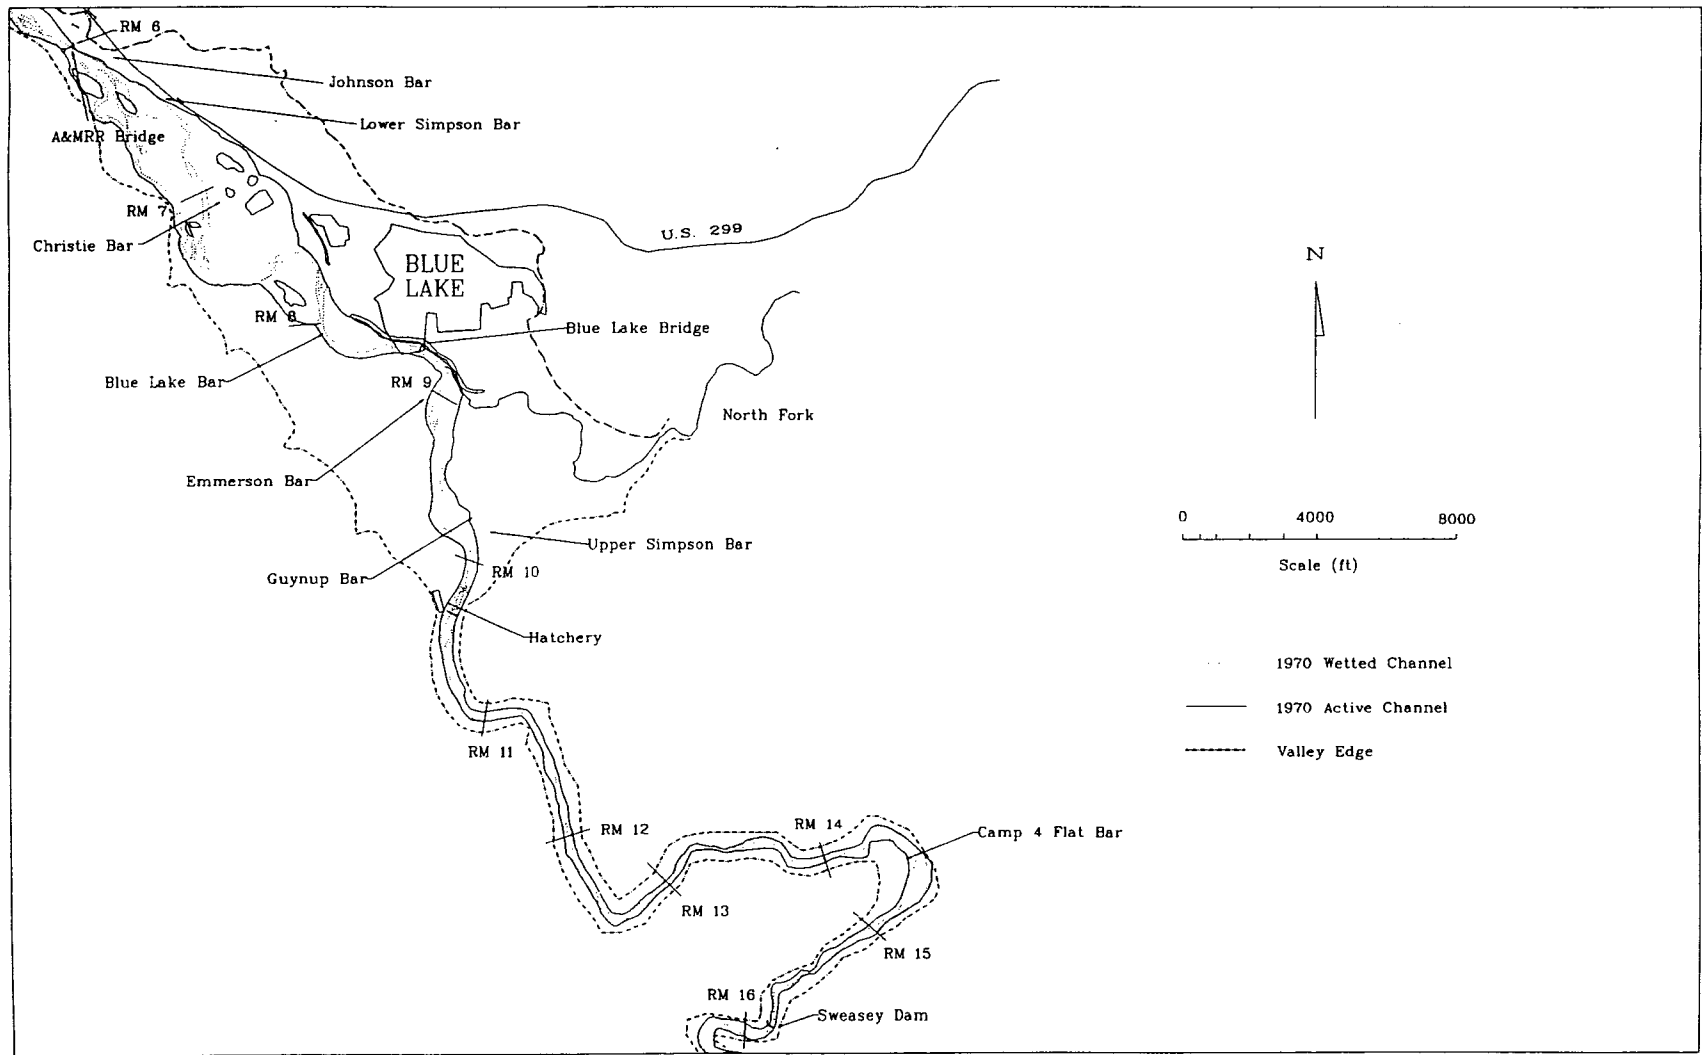 RM 6
Johnson Bar
Lower Simpson Bar
A&MRR Bridge
RM 7
Christie Bar
U.S. 299
N
BLUE
LAKE
RM 8
Blue Lake Bridge
Blue Lake Bar
RM 9
North Fork
Emmerson Bar
0 4000 8000
Scale (ft)
Upper Simpson Bar
Guynup Bar
RM 10
Hatchery
1970 Wetted Channel
1970 Active Channel
Valley Edge
RM 11
RM 12
RM 14
Camp 4 Flat Bar
RM 13
RM 15
RM 16
Sweasey Dam